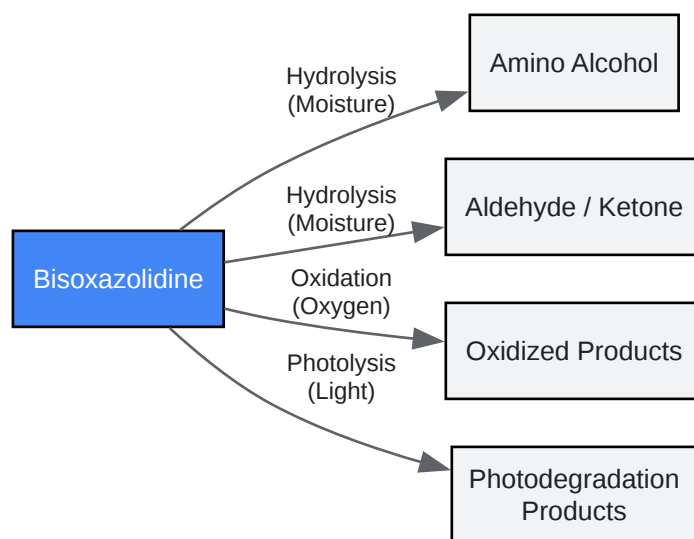 Amino Alcohol
Hydrolysis
(Moisture)
Hydrolysis
(Moisture)
Aldehyde / Ketone
Bisoxazolidine
Oxidation
(Oxygen)
Oxidized Products
Photolysis
(Light)
Photodegradation
Products